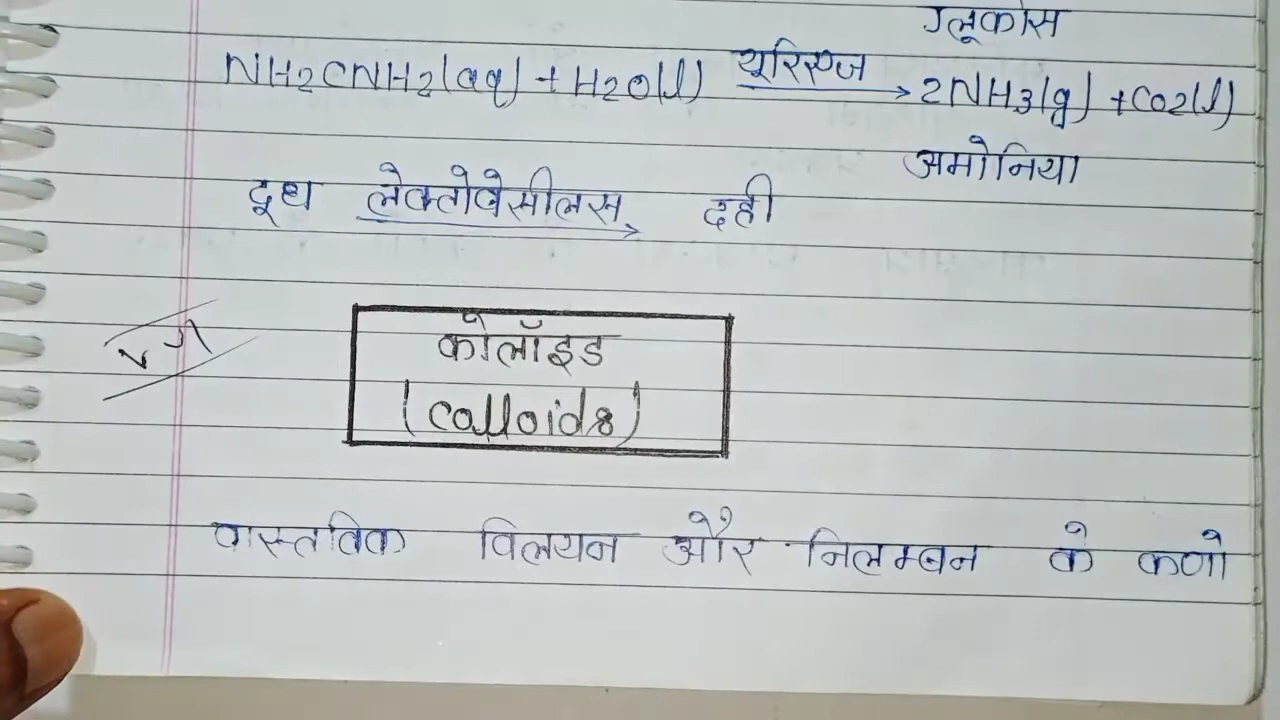 ग्लूकोस
NH2CNH2(aq) + H2O(l) यूरिएज 2NH3(g) + CO2(l)
अमोनिया
दूध लेक्टोबेसीलस दही
कोलॉइड
(colloids)
वास्तविक विलयन और निलम्बन के कणो